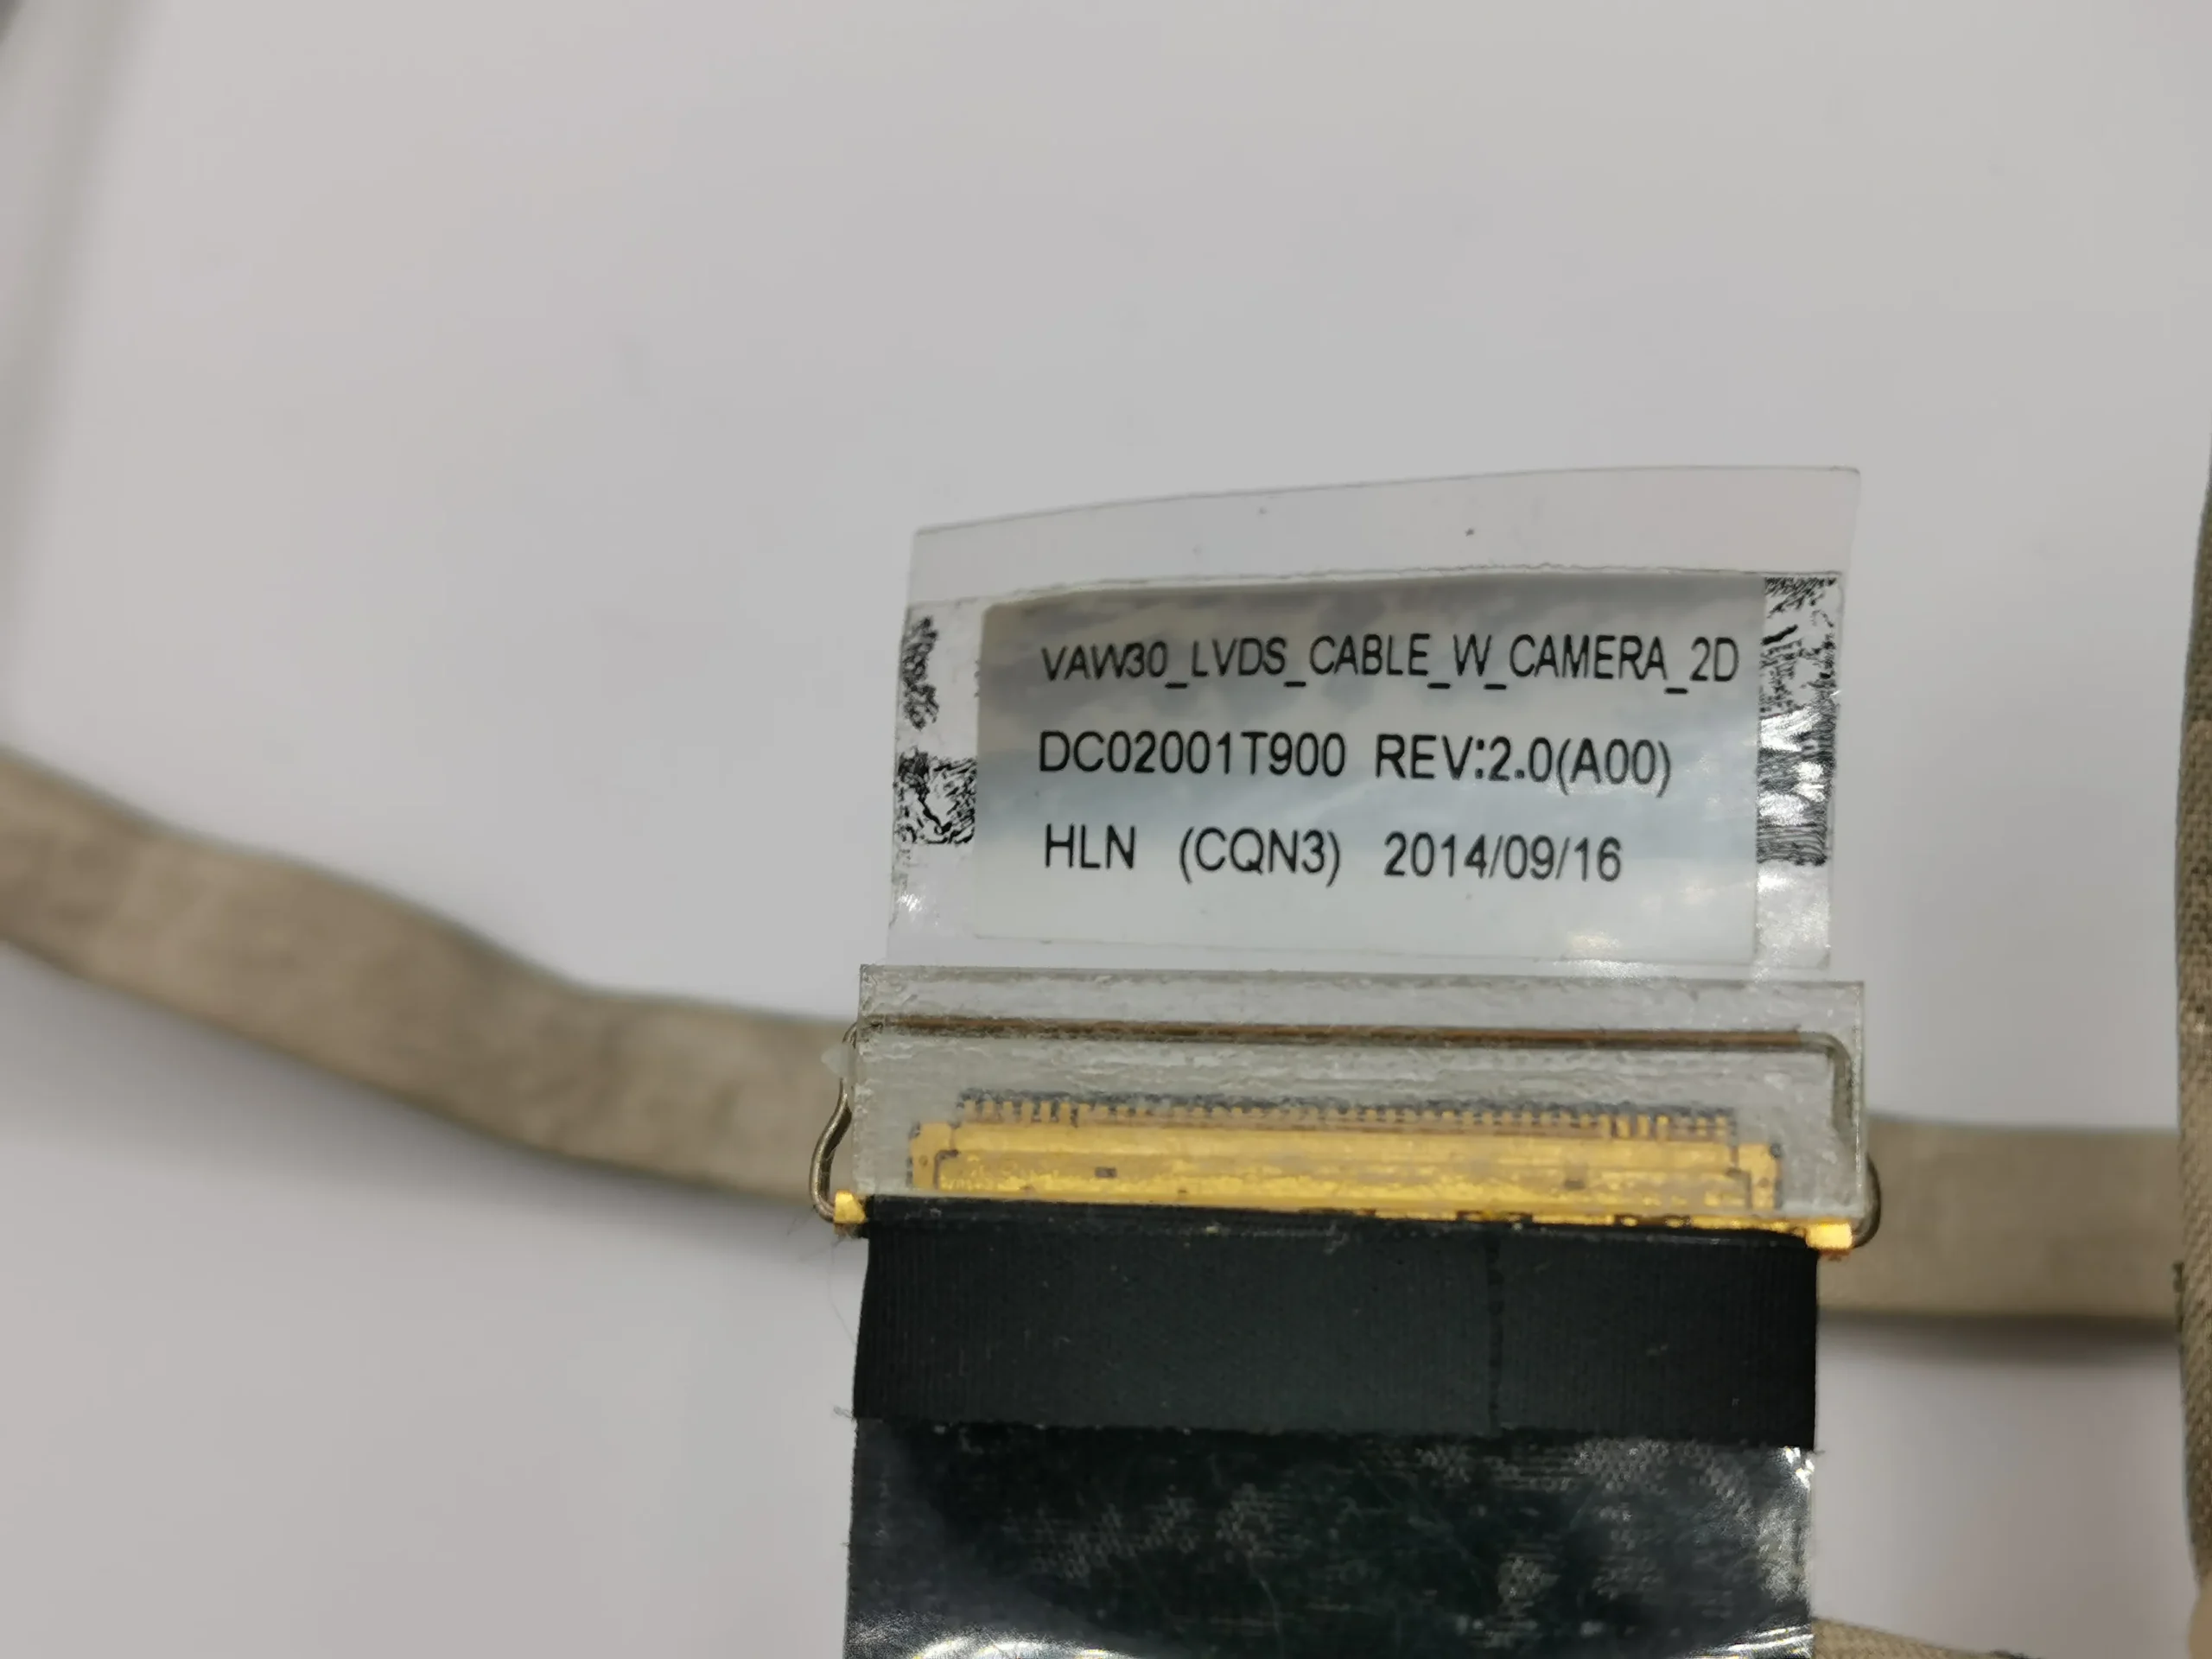 VAW30_LVDS_CABLE_W_CAMERA_2D
DC02001T900 REV:2.0(A00)
HLN (CQN3) 2014/09/16